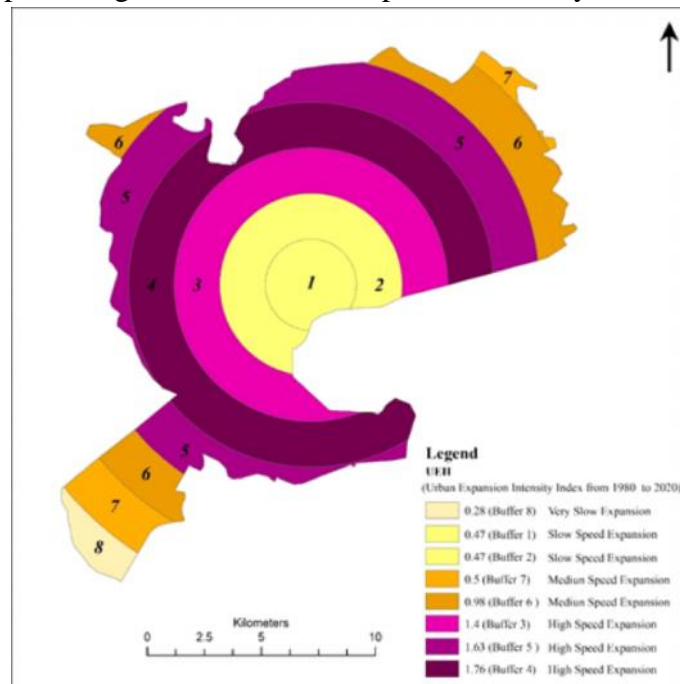 7
6
5
6
5
4
3
1
2
5
6
7
8
Legend
UEII
(Urban Expansion Intensity Index from 1980 to 2020)
0.28 (Buffer 8) Very Slow Expansion
0.47 (Buffer 1) Slow Speed Expansion
0.47 (Buffer 2) Slow Speed Expansion
0.5 (Buffer 7) Mediun Speed Expansion
0.98 (Buffer 6 ) Mediun Speed Expansion
1.4 (Buffer 3) High Speed Expansion
1.63 (Buffer 5) High Speed Expansion
1.76 (Buffer 4) High Speed Expansion
Kilometers
0 2.5 5 10